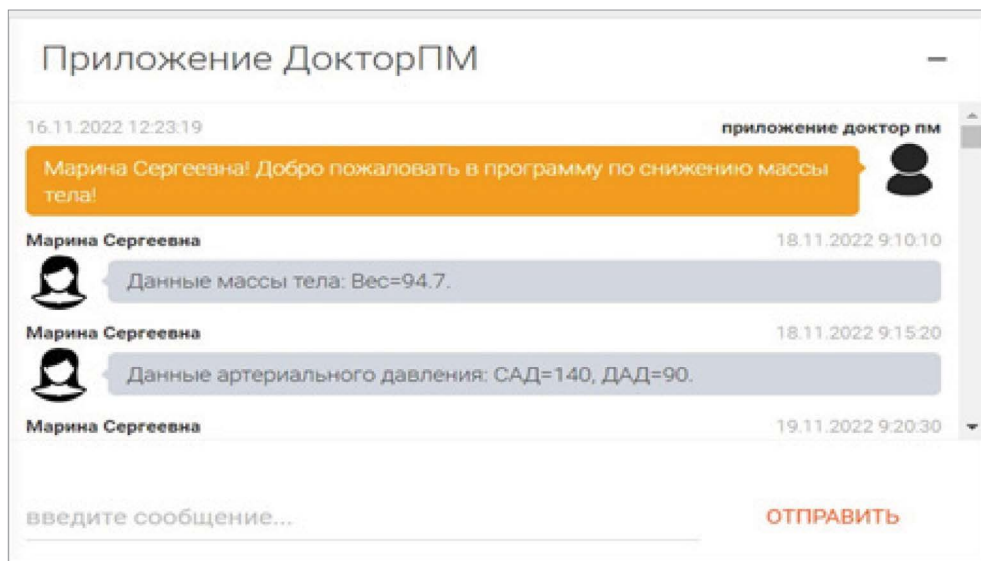 Приложение ДокторПМ
16.11.2022 12:23:19 приложение доктор пм
Марина Сергеевна! Добро пожаловать в программу по снижению массы
тела!
Марина Сергеевна 18.11.2022 9:10:10
Данные массы тела: Вес=94.7.
Марина Сергеевна 18.11.2022 9:15:20
Данные артериального давления: САД=140, ДАД=90.
Марина Сергеевна 19.11.2022 9:20:30
введите сообщение... ОТПРАВИТЬ